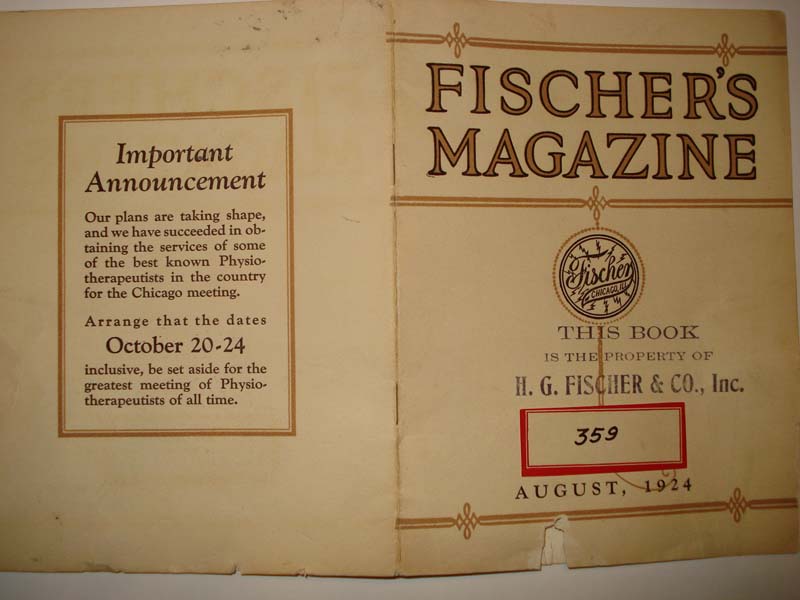 Important
Announcement
Our plans are taking shape,
and we have succeeded in ob-
taining the services of some
of the best known Physio-
therapeutists in the country
for the Chicago meeting.
Arrange that the dates
October 20-24
inclusive, be set aside for the
greatest meeting of Physio-
therapeutists of all time.
FISCHER'S
MAGAZINE
Fischer
CHICAGO, ILL.
THIS BOOK
IS THE PROPERTY OF
H. G. FISCHER & CO., Inc.
359
AUGUST, 1924